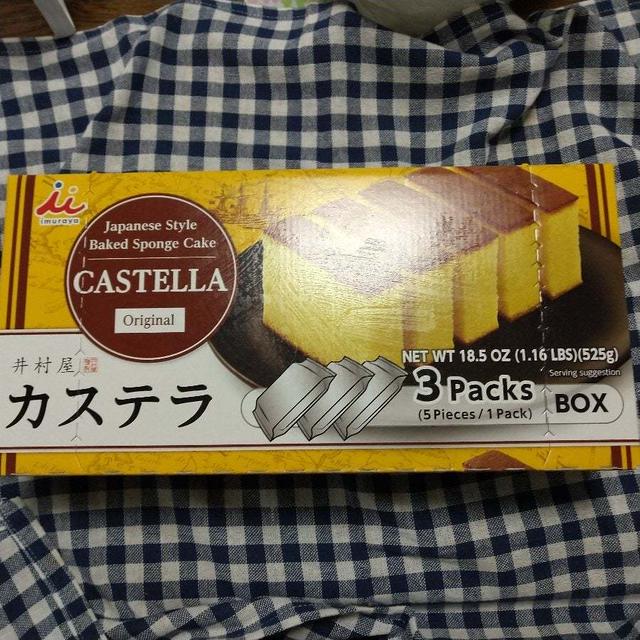 imuraya
Japanese Style
Baked Sponge Cake
CASTELLA
Original
井村屋
カステラ
NET WT 18.5 OZ (1.16 LBS)(525g)
Serving suggestion
3 Packs
(5 Pieces / 1 Pack)
BOX